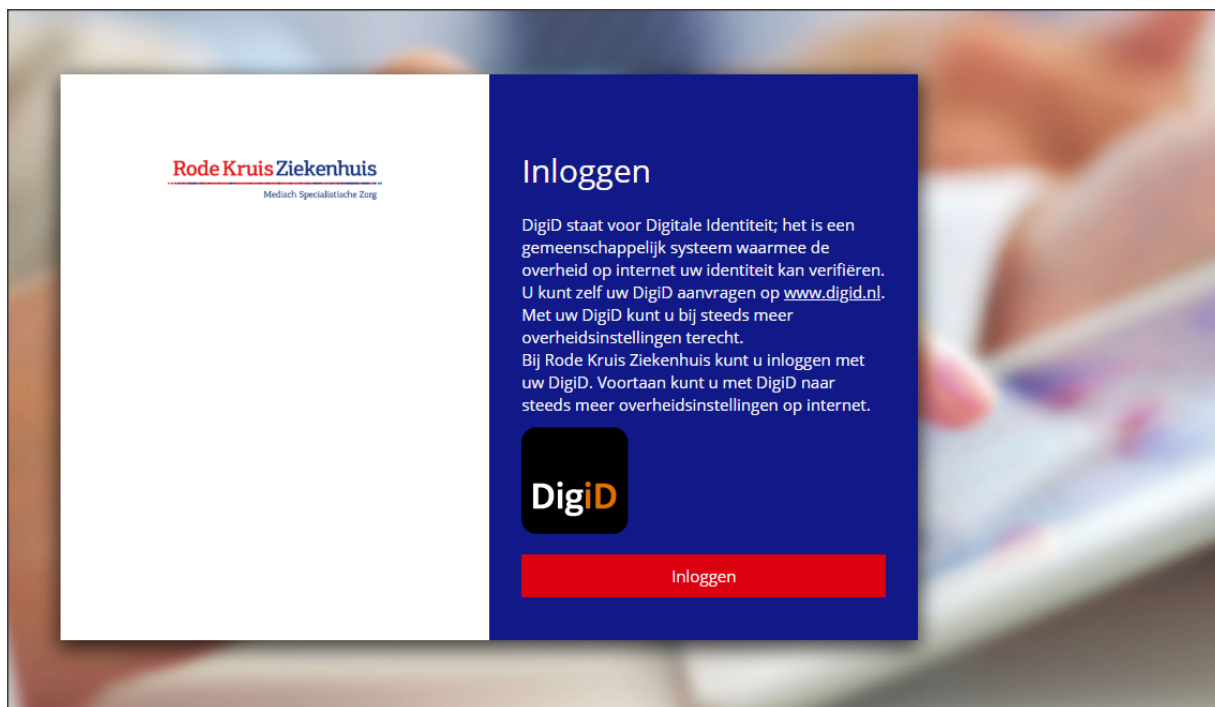 Rode Kruis Ziekenhuis
Medisch Specialistische Zorg
Inloggen
DigiD staat voor Digitale Identiteit; het is een
gemeenschappelijk systeem waarmee de
overheid op internet uw identiteit kan verifiëren.
U kunt zelf uw DigiD aanvragen op www.digid.nl.
Met uw DigiD kunt u bij steeds meer
overheidsinstellingen terecht.
Bij Rode Kruis Ziekenhuis kunt u inloggen met
uw DigiD. Voortaan kunt u met DigiD naar
steeds meer overheidsinstellingen op internet.
DigiD
Inloggen